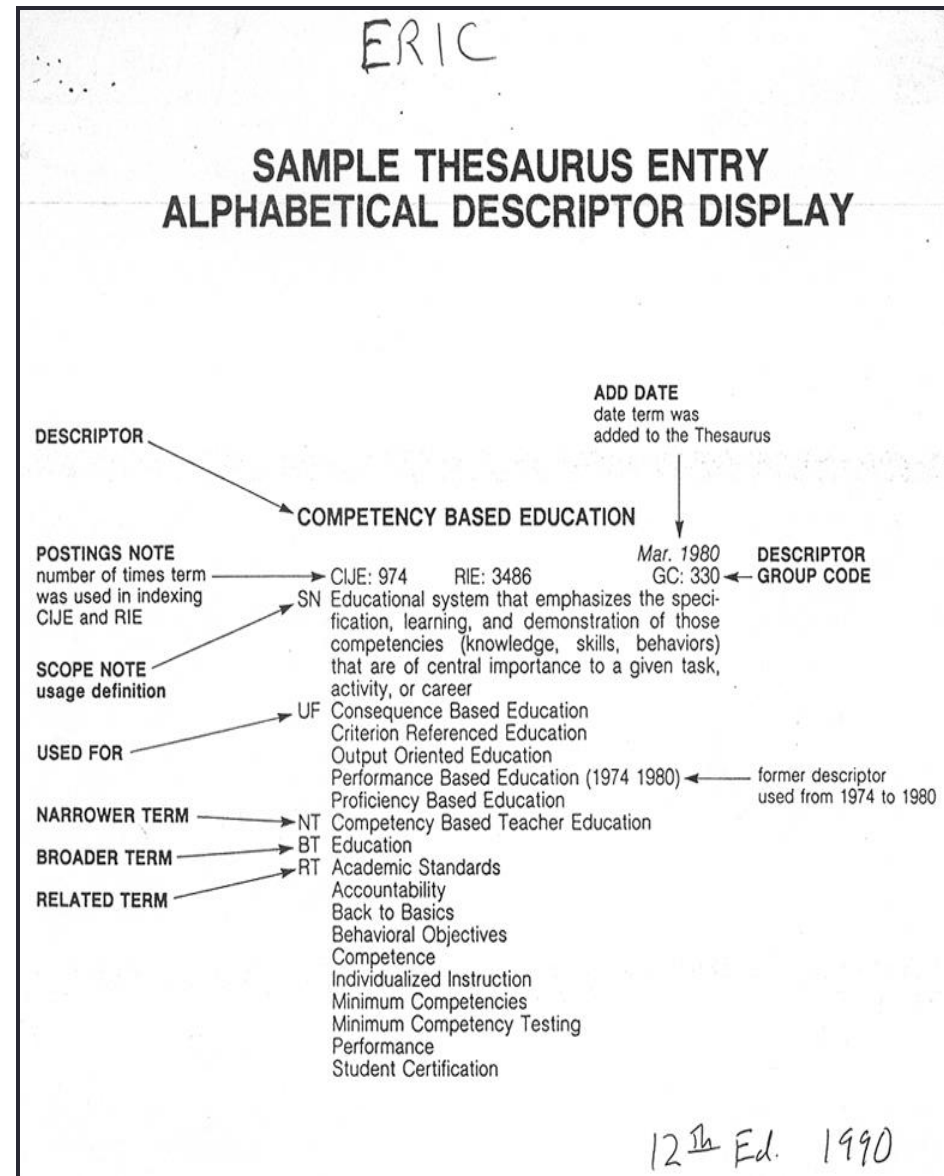 ERIC
SAMPLE THESAURUS ENTRY
ALPHABETICAL DESCRIPTOR DISPLAY
ADD DATE
date term was
added to the Thesaurus
DESCRIPTOR
COMPETENCY BASED EDUCATION
POSTINGS NOTE
number of times term
was used in indexing
CIJE and RIE
Mar. 1980
CIJE: 974 RIE: 3486 GC: 330
DESCRIPTOR
GROUP CODE
SCOPE NOTE
usage definition
SN Educational system that emphasizes the speci-
fication, learning, and demonstration of those
competencies (knowledge, skills, behaviors)
that are of central importance to a given task,
activity, or career
USED FOR
UF Consequence Based Education
Criterion Referenced Education
Output Oriented Education
Performance Based Education (1974 1980)
former descriptor
used from 1974 to 1980
Proficiency Based Education
NARROWER TERM
NT Competency Based Teacher Education
BROADER TERM
BT Education
RELATED TERM
RT Academic Standards
Accountability
Back to Basics
Behavioral Objectives
Competence
Individualized Instruction
Minimum Competencies
Minimum Competency Testing
Performance
Student Certification
12th Ed. 1990